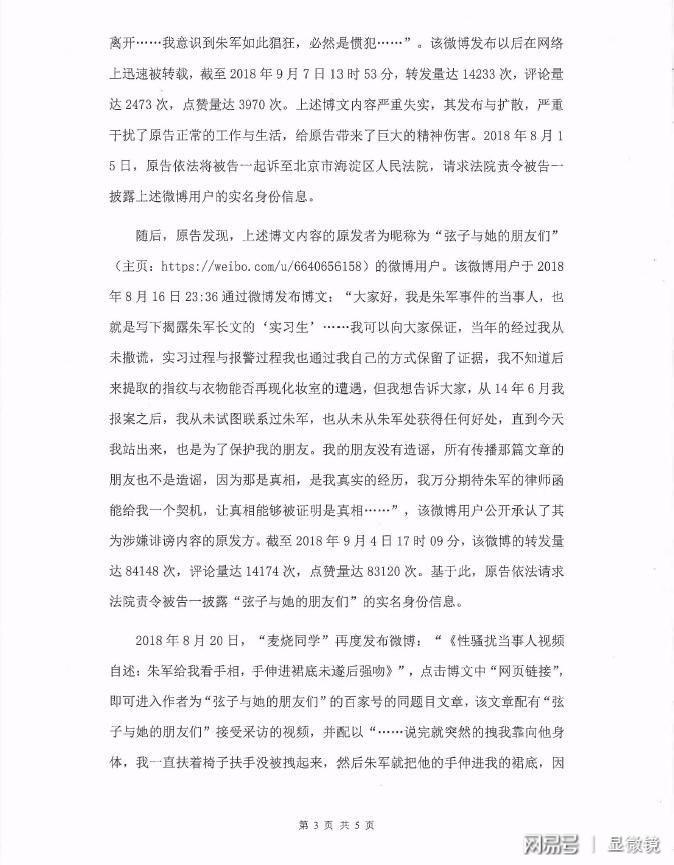 离开……我意识到朱军如此猖狂，必然是惯犯……”。该微博发布以后在网络
上迅速被转载，截至 2018 年 9 月 7 日 13 时 53 分，转发量达 14233 次，评论量
达 2473 次，点赞量达 3970 次。上述博文内容严重失实，其发布与扩散，严重
干扰了原告正常的工作与生活，给原告带来了巨大的精神伤害。2018 年 8 月 1
5 日，原告依法将被告一起诉至北京市海淀区人民法院，请求法院责令被告一
披露上述微博用户的实名身份信息。
随后，原告发现，上述博文内容的原发者为昵称为“弦子与她的朋友们”
（主页：https://weibo.com/u/6640656158）的微博用户。该微博用户于 2018
年 8 月 16 日 23:36 通过微博发布博文：“大家好，我是朱军事件的当事人，也
就是写下揭露朱军长文的‘实习生’……我可以向大家保证，当年的经过我从
未撒谎，实习过程与报警过程我也通过我自己的方式保留了证据，我不知道后
来提取的指纹与衣物能否再现化妆室的遭遇，但我想告诉大家，从 14 年 6 月我
报案之后，我从未试图联系过朱军，也从未从朱军处获得任何好处，直到今天
我站出来，也是为了保护我的朋友。我的朋友没有造谣，所有传播那篇文章的
朋友也不是造谣，因为那是真相，是我真实的经历，我万分期待朱军的律师函
能给我一个契机，让真相能够被证明是真相……”，该微博用户公开承认了其
为涉嫌诽谤内容的原发方。截至 2018 年 9 月 4 日 17 时 09 分，该微博的转发量
达 84148 次，评论量达 14174 次，点赞量达 83120 次。基于此，原告依法请求
法院责令被告一披露“弦子与她的朋友们”的实名身份信息。
2018 年 8 月 20 日，“麦烧同学”再度发布微博：“《性骚扰当事人视频
自述：朱军给我看手相，手伸进裙底未遂后强吻》”，点击博文中“网页链接”，
即可进入作者为“弦子与她的朋友们”的百家号的同题目文章，该文章配有“弦
子与她的朋友们”接受采访的视频，并配以“……说完就突然的拽我靠向他身
体，我一直扶着椅子扶手没被拽起来，然后朱军就把他的手伸进我的裙底，因
第 3 页 共 5 页
网易号 | 显微镜